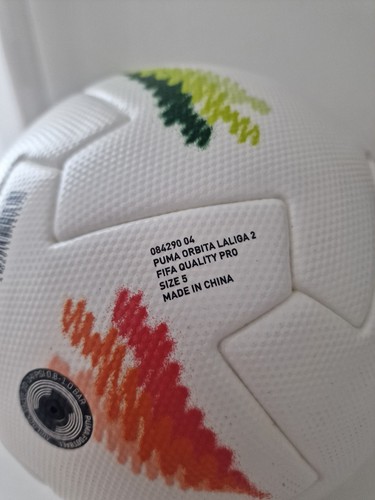 084290 04
PUMA ORBITA LALIGA 2
FIFA QUALITY PRO
SIZE 5
MADE IN CHINA